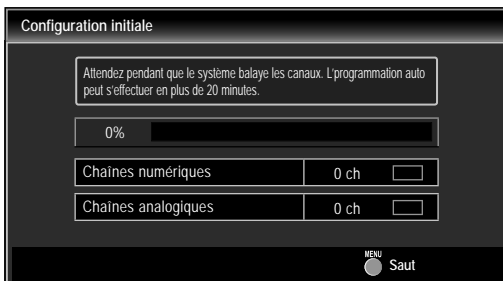 Configuration initiale
Attendez pendant que le système balaye les canaux. L'programmation auto
peut s'effectuer en plus de 20 minutes.
0%
Chaînes numériques 0 ch
Chaînes analogiques 0 ch
MENU
Saut